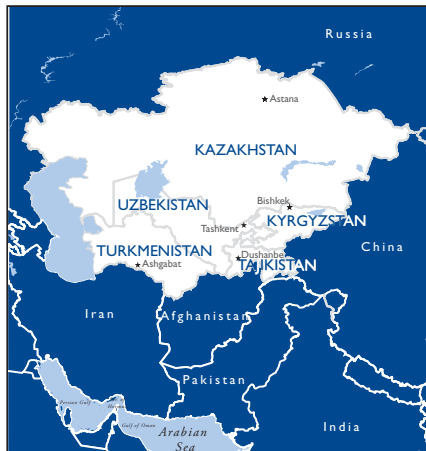 Russia
Astana
KAZAKHSTAN
Bishkek
UZBEKISTAN
KYRGYZSTAN
Tashkent
TURKMENISTAN
China
Dushanbe
Ashgabat
TAJIKISTAN
Iran
Afghanistan
Pakistan
Persian Gulf
Gulf of Oman
India
Arabian
Sea